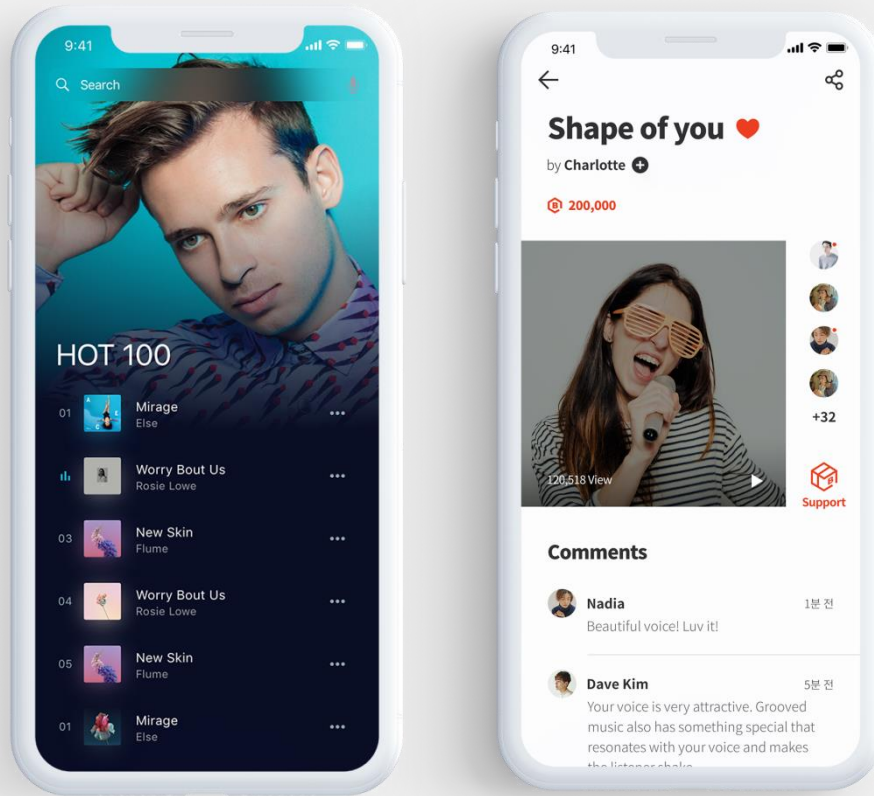 9:41
Search
HOT 100
01
Mirage
Else
Worry Bout Us
Rosie Lowe
03
New Skin
Flume
04
Worry Bout Us
Rosie Lowe
05
New Skin
Flume
01
Mirage
Else
9:41
Shape of you
by Charlotte
200,000
+32
120,518 View
Support
Comments
Nadia
1분 전
Beautiful voice! Luv it!
Dave Kim
5분 전
Your voice is very attractive. Grooved
music also has something special that
resonates with your voice and makes
the listener shake